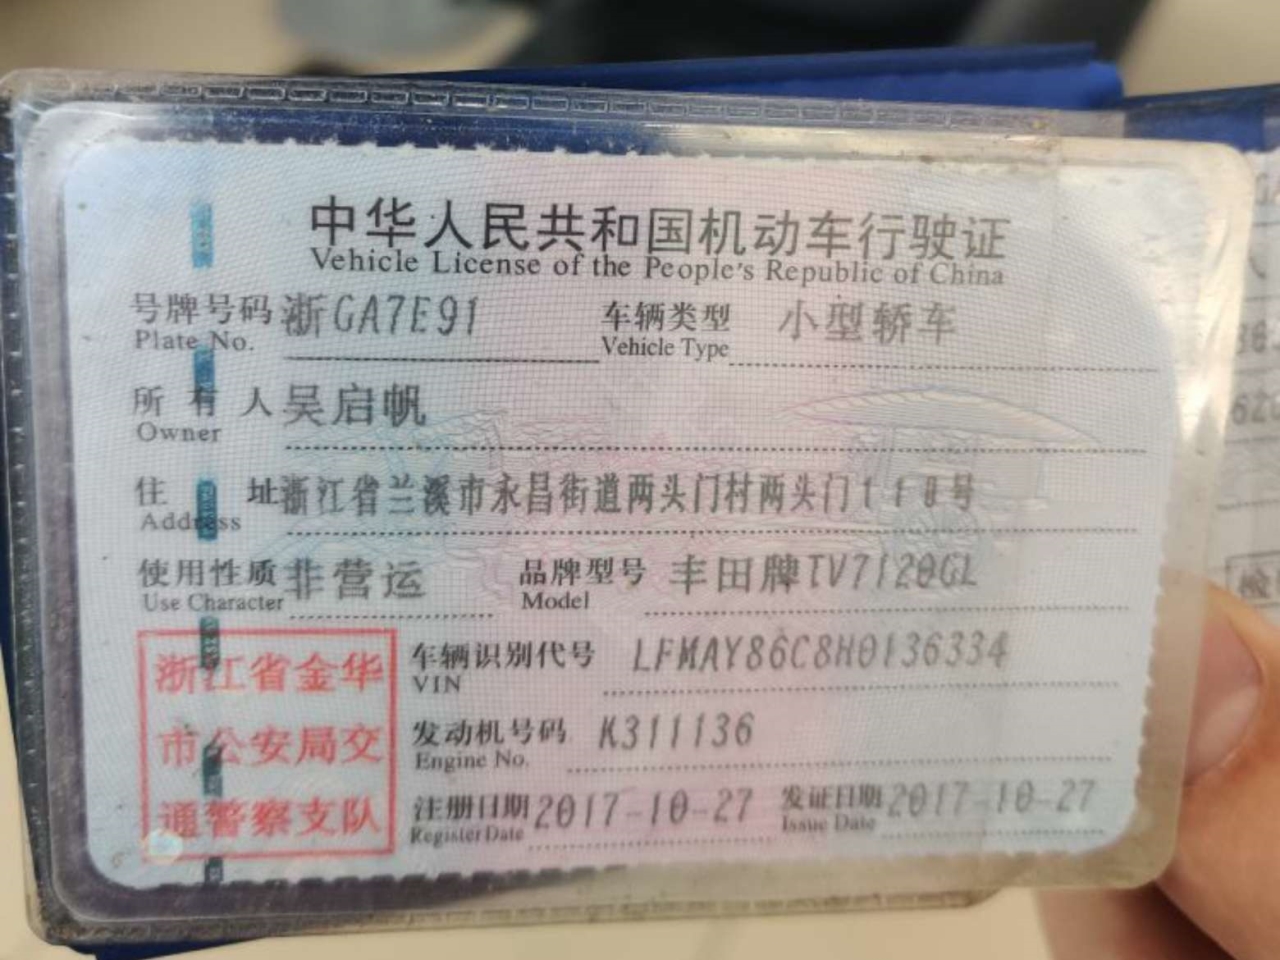 中华人民共和国机动车行驶证
Vehicle License of the People's Republic of China
号牌号码 浙GA7E91 车辆类型 小型轿车
Plate No. Vehicle Type
所有人 吴启帆
Owner
住址 浙江省兰溪市永昌街道两头门村两头门118号
Address
使用性质 非营运 品牌型号 丰田牌TV7120GL
Use Character Model
浙江省金华
市公安局交
通警察支队
车辆识别代号 LFMAY86C8H0136334
VIN
发动机号码 K311136
Engine No.
注册日期 2017-10-27 发证日期 2017-10-27
Register Date Issue Date